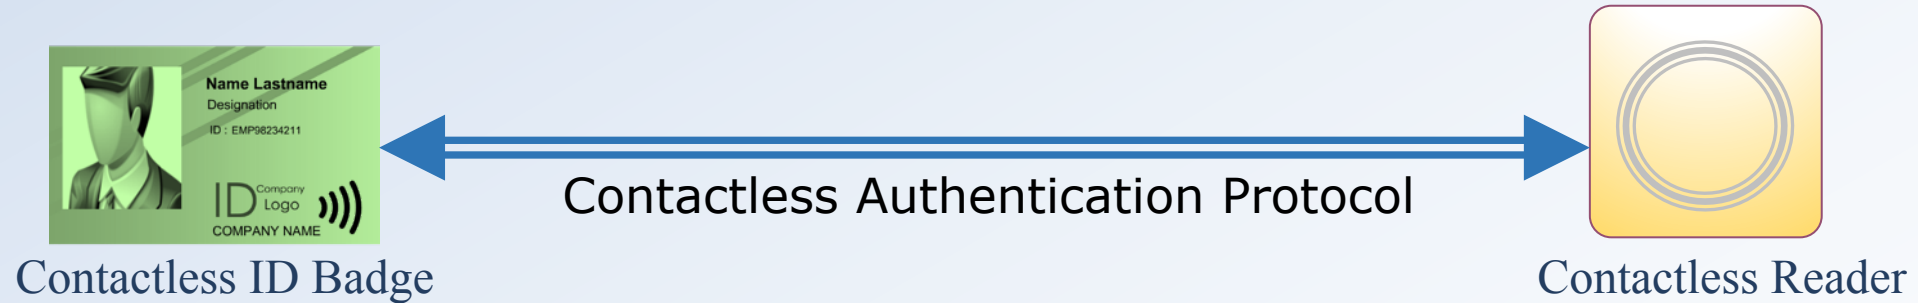 Name Lastname
Designation
ID : EMP98234211
ID Company
Logo
COMPANY NAME
Contactless Authentication Protocol
Contactless ID Badge
Contactless Reader